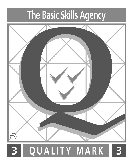 The Basic Skills Agency
Q
3 QUALITY MARK 3